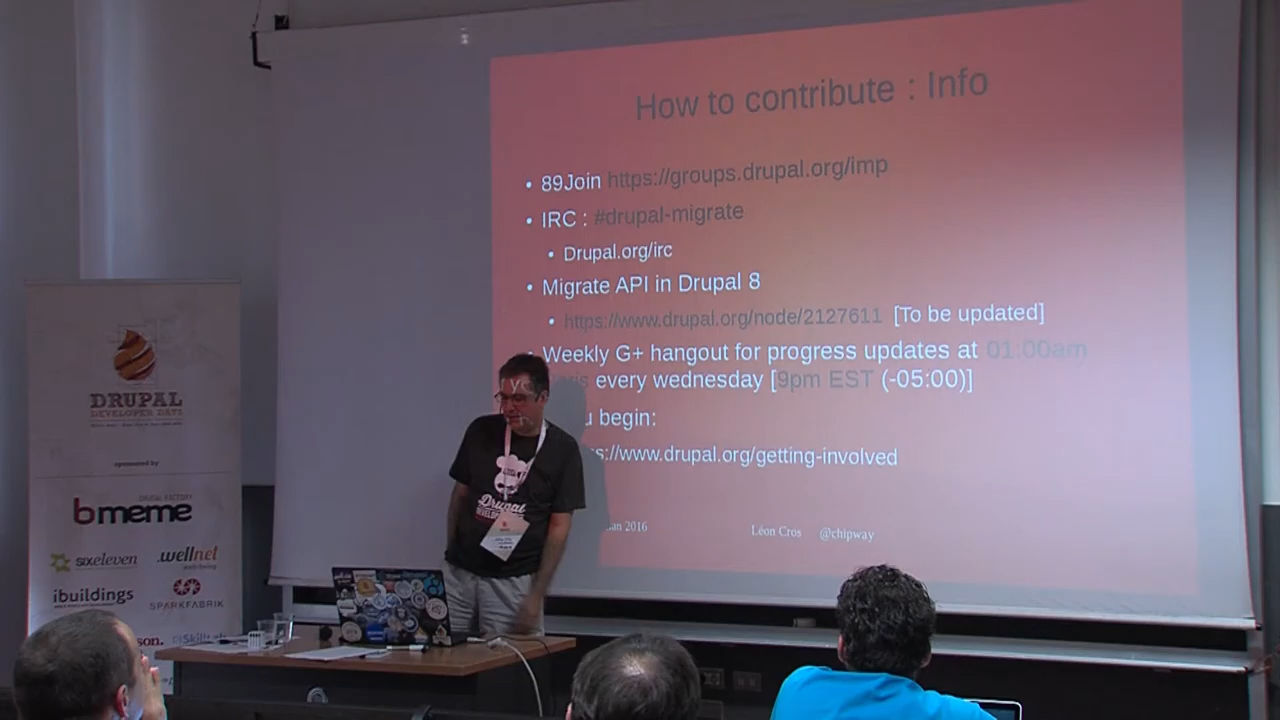 How to contribute : Info
• 89Join https://groups.drupal.org/imp
• IRC : #drupal-migrate
• Drupal.org/irc
• Migrate API in Drupal 8
• https://www.drupal.org/node/2127611 [To be updated]
Weekly G+ hangout for progress updates at 01:00am
every wednesday [9pm EST (-05:00)]
begin:
s://www.drupal.org/getting-involved
2016 Léon Cros @chipway
DRUPAL
DEVELOPER DAYS
sponsored by
DRUPAL FACTORY
bmeme
sixeleven
.wellnet
ibuildings
SPARKFABRIK
Drupal